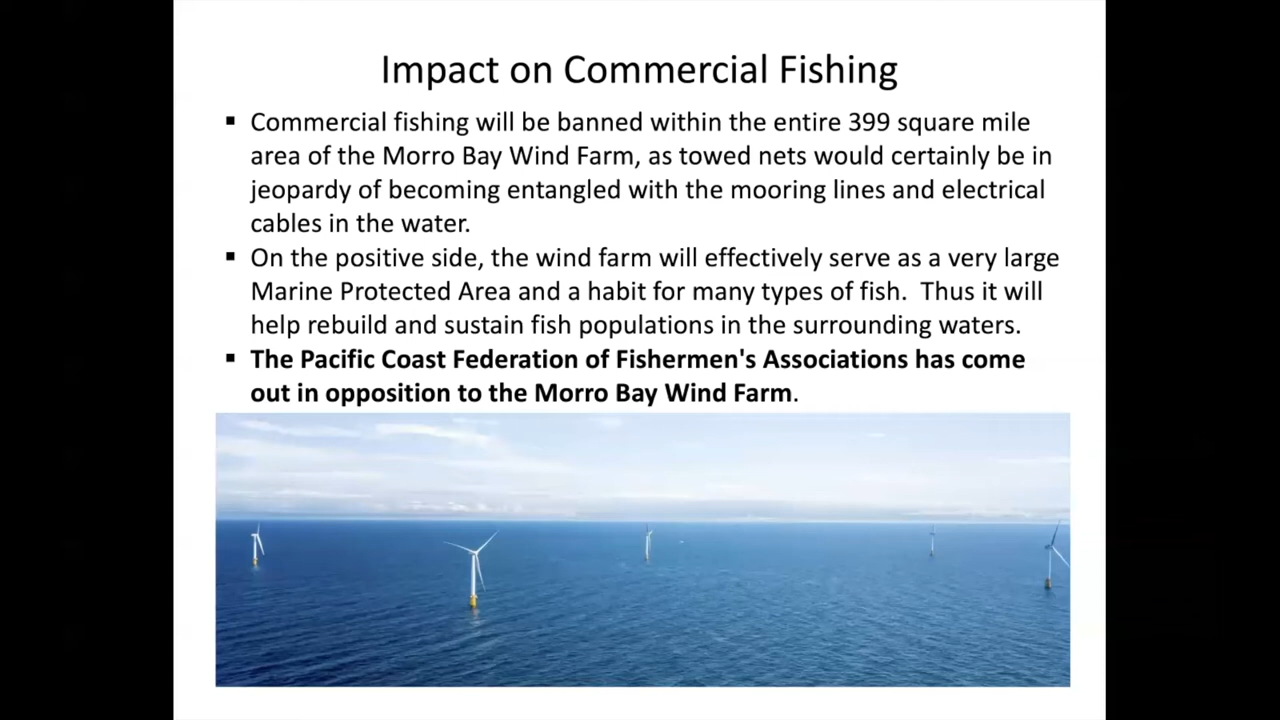 Impact on Commercial Fishing
▪ Commercial fishing will be banned within the entire 399 square mile
area of the Morro Bay Wind Farm, as towed nets would certainly be in
jeopardy of becoming entangled with the mooring lines and electrical
cables in the water.
▪ On the positive side, the wind farm will effectively serve as a very large
Marine Protected Area and a habit for many types of fish.  Thus it will
help rebuild and sustain fish populations in the surrounding waters.
▪ The Pacific Coast Federation of Fishermen's Associations has come
out in opposition to the Morro Bay Wind Farm.